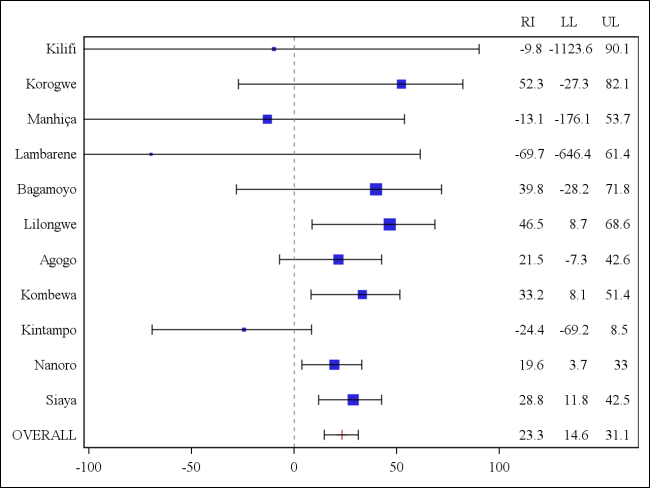 RI LL UL
Kilifi -9.8 -1123.6 90.1
Korogwe 52.3 -27.3 82.1
Manhiça -13.1 -176.1 53.7
Lambarene -69.7 -646.4 61.4
Bagamoyo 39.8 -28.2 71.8
Lilongwe 46.5 8.7 68.6
Agogo 21.5 -7.3 42.6
Kombewa 33.2 8.1 51.4
Kintampo -24.4 -69.2 8.5
Nanoro 19.6 3.7 33
Siaya 28.8 11.8 42.5
OVERALL 23.3 14.6 31.1
-100 -50 0 50 100